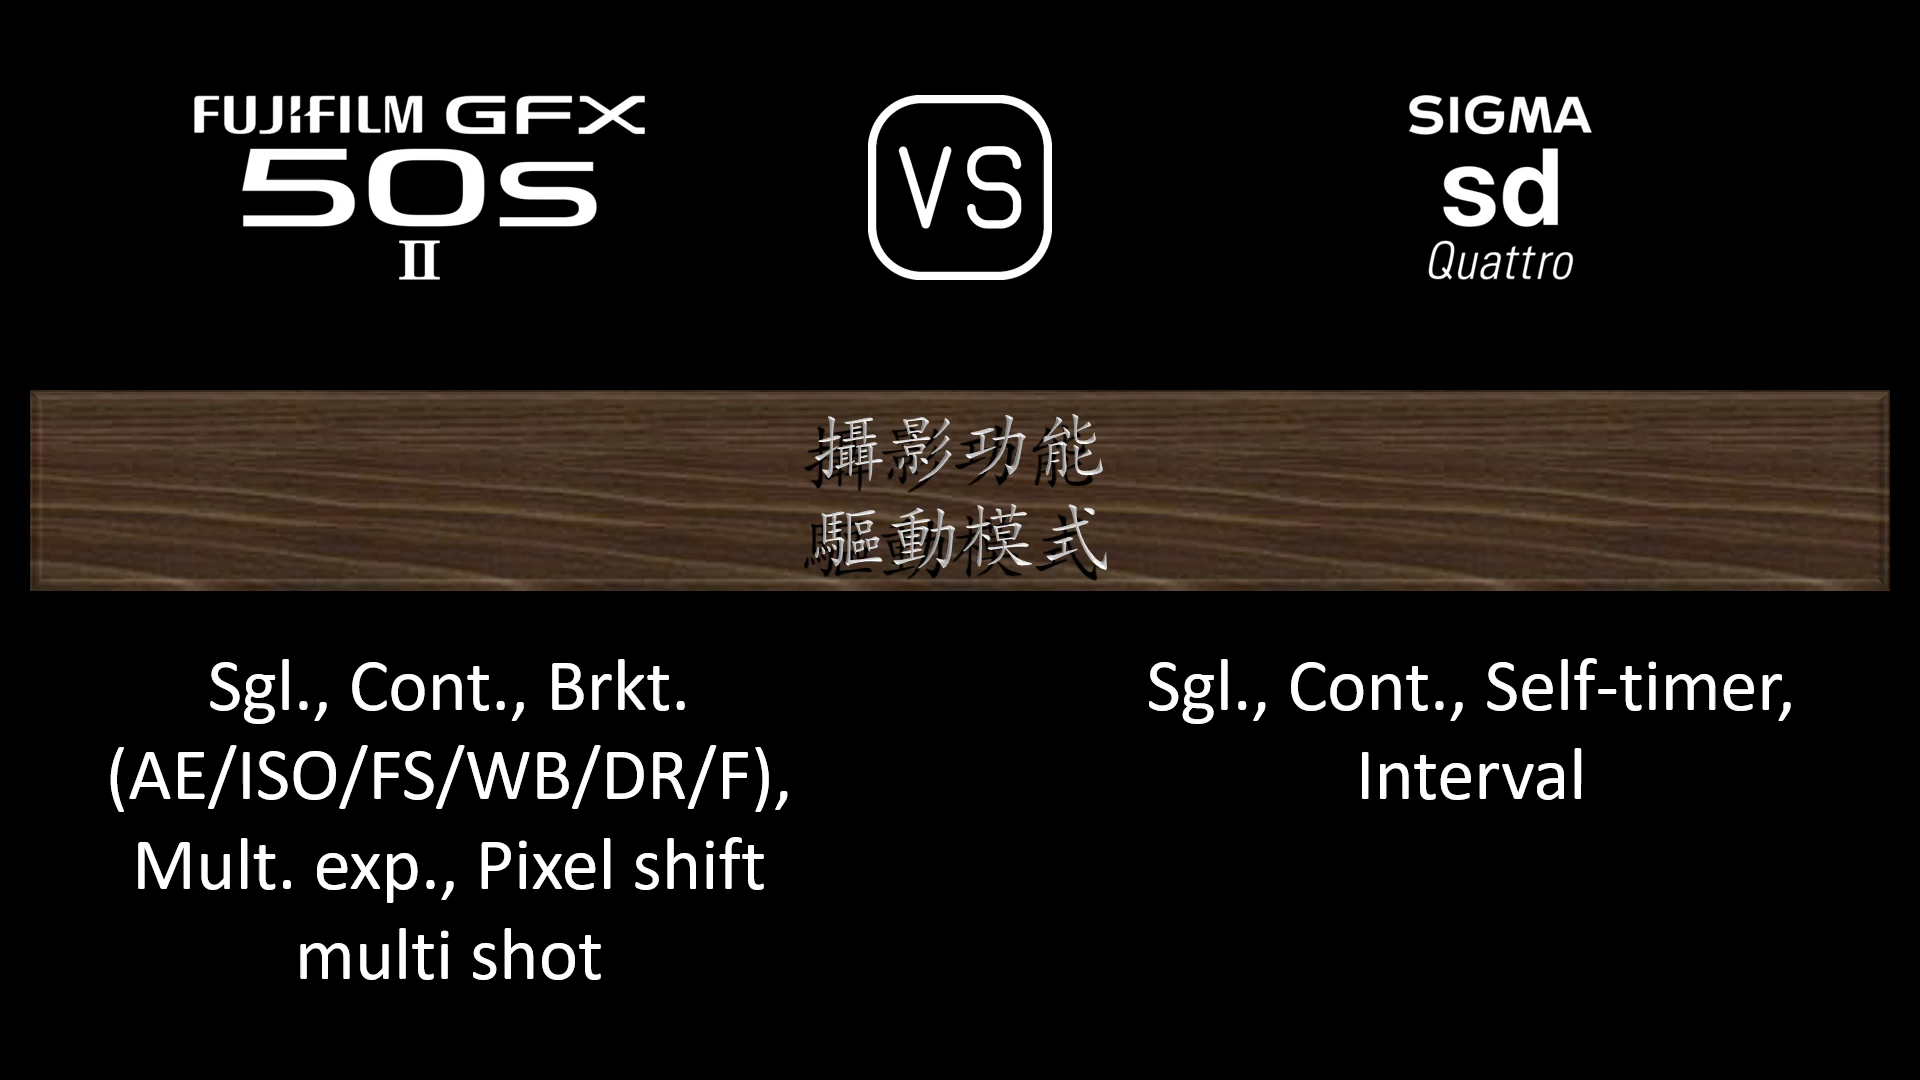 FUJIFILM GFX
50S
II
VS
SIGMA
sd
Quattro
攝影功能
驅動模式
Sgl., Cont., Brkt.
(AE/ISO/FS/WB/DR/F),
Mult. exp., Pixel shift
multi shot
Sgl., Cont., Self-timer,
Interval